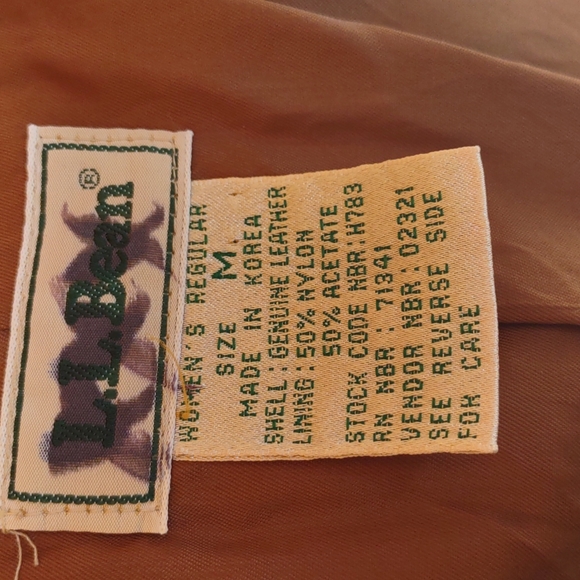 L.L.Bean®
WOMEN'S REGULAR
SIZE M
MADE IN KOREA
SHELL: GENUINE LEATHER
LINING: 50% NYLON
50% ACETATE
STOCK CODE NBR: H783
RN NBR: 71341
VENDOR NBR: 02321
SEE REVERSE SIDE
FOR CARE